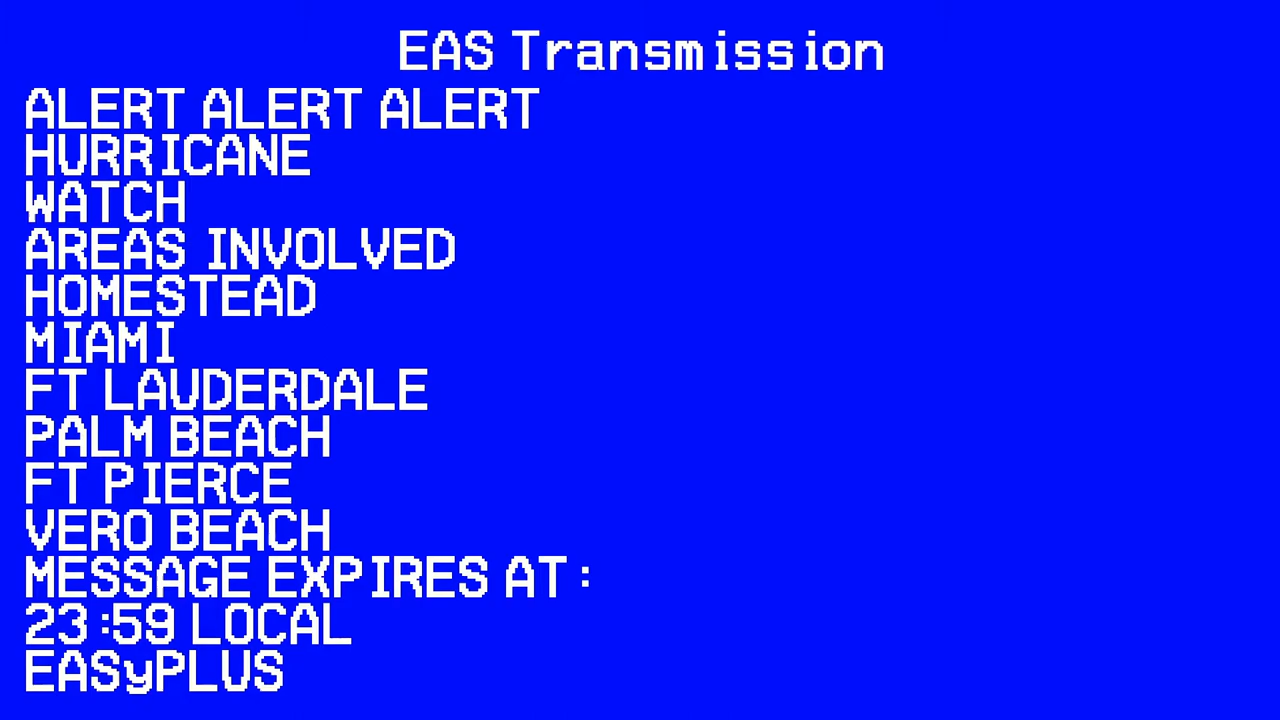 EAS Transmission
ALERT ALERT ALERT
HURRICANE
WATCH
AREAS INVOLVED
HOMESTEAD
MIAMI
FT LAUDERDALE
PALM BEACH
FT PIERCE
VERO BEACH
MESSAGE EXPIRES AT:
23:59 LOCAL
EASyPLUS